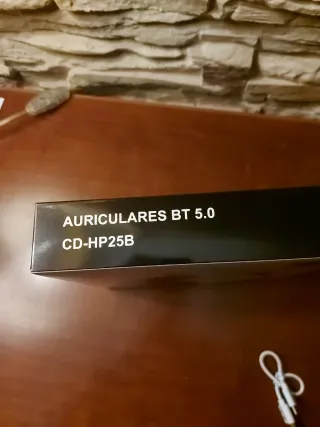 AURICULARES BT 5.0
CD-HP25B